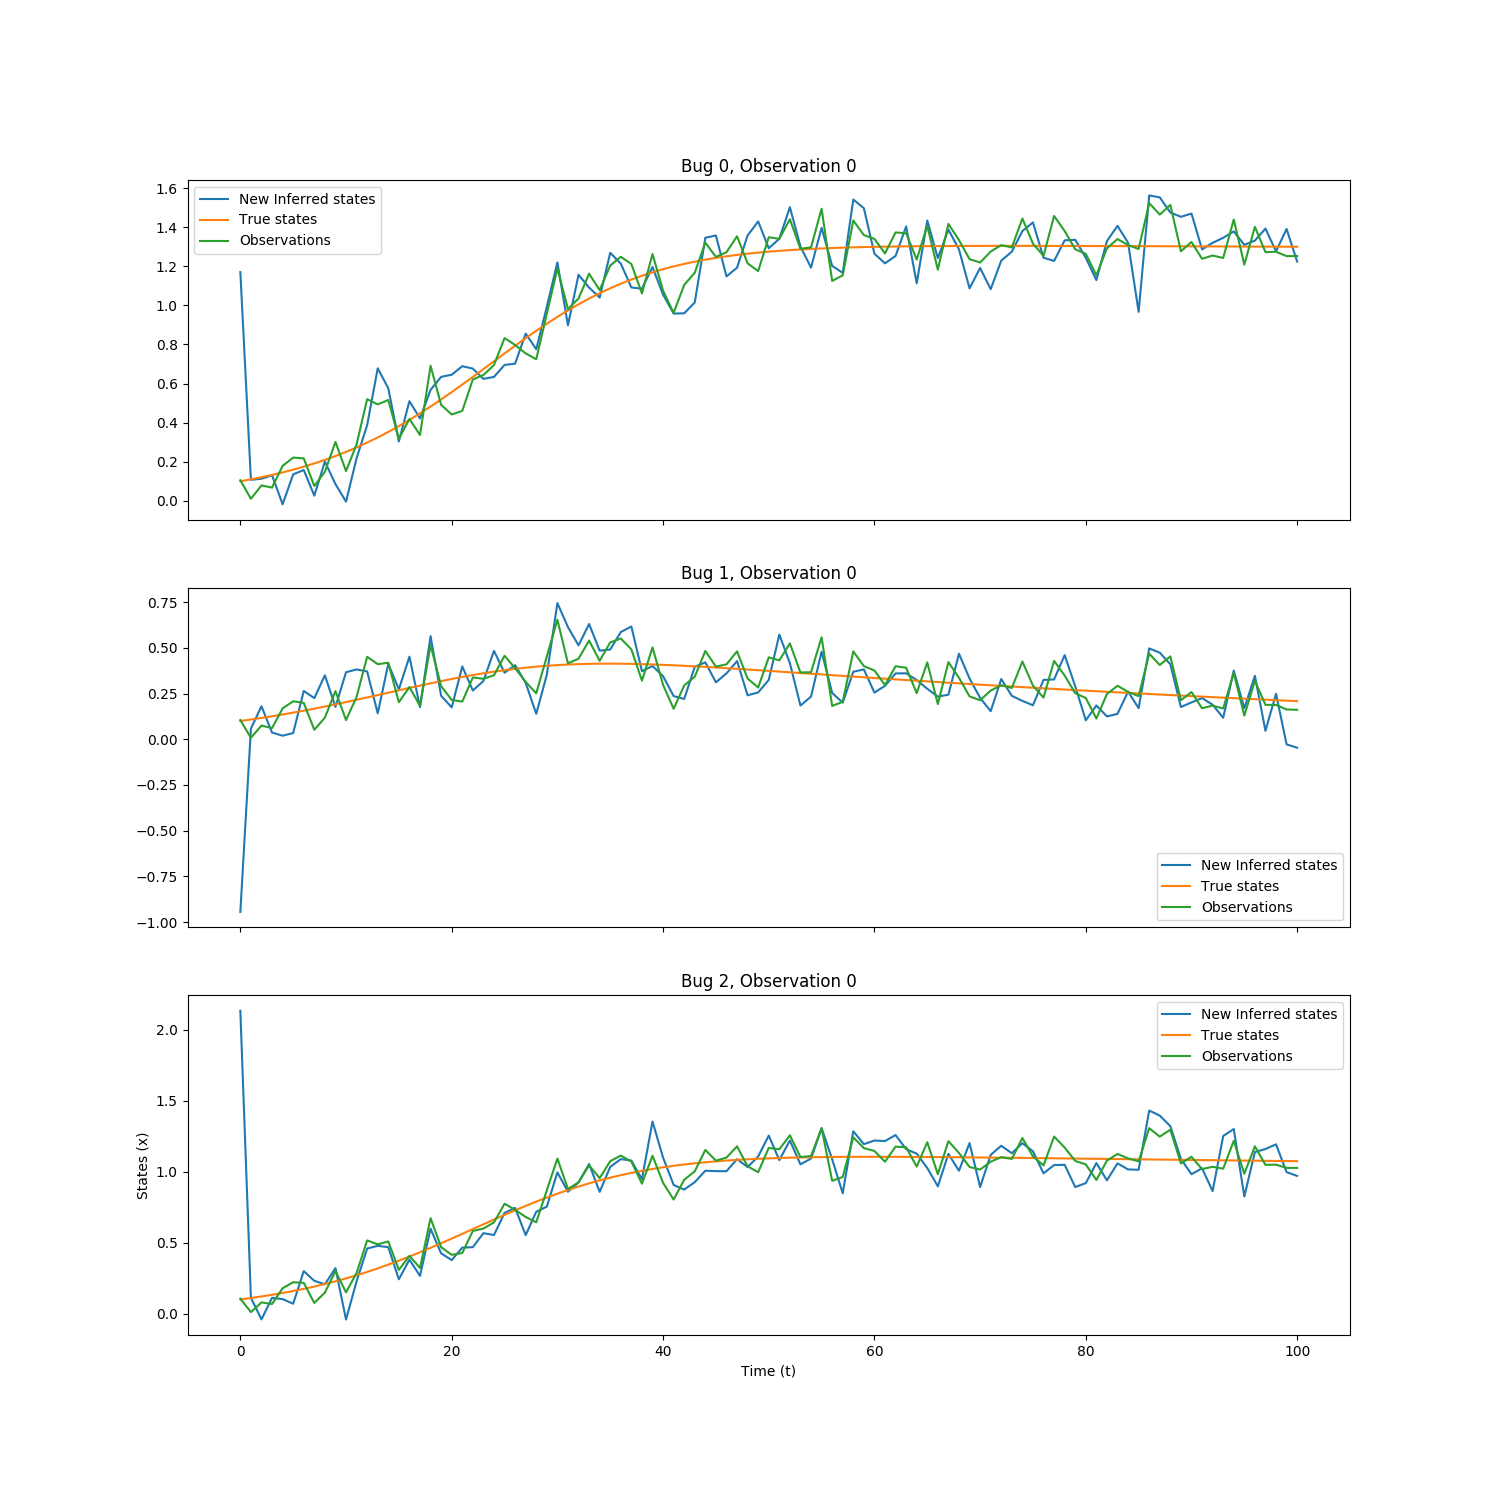 Bug 0, Observation 0
1.6
1.4
1.2
1.0
0.8
0.6
0.4
0.2
0.0
New Inferred states
True states
Observations
Bug 1, Observation 0
0.75
0.50
0.25
0.00
−0.25
−0.50
−0.75
−1.00
New Inferred states
True states
Observations
Bug 2, Observation 0
2.0
1.5
1.0
0.5
0.0
States (x)
New Inferred states
True states
Observations
0 20 40 60 80 100
Time (t)